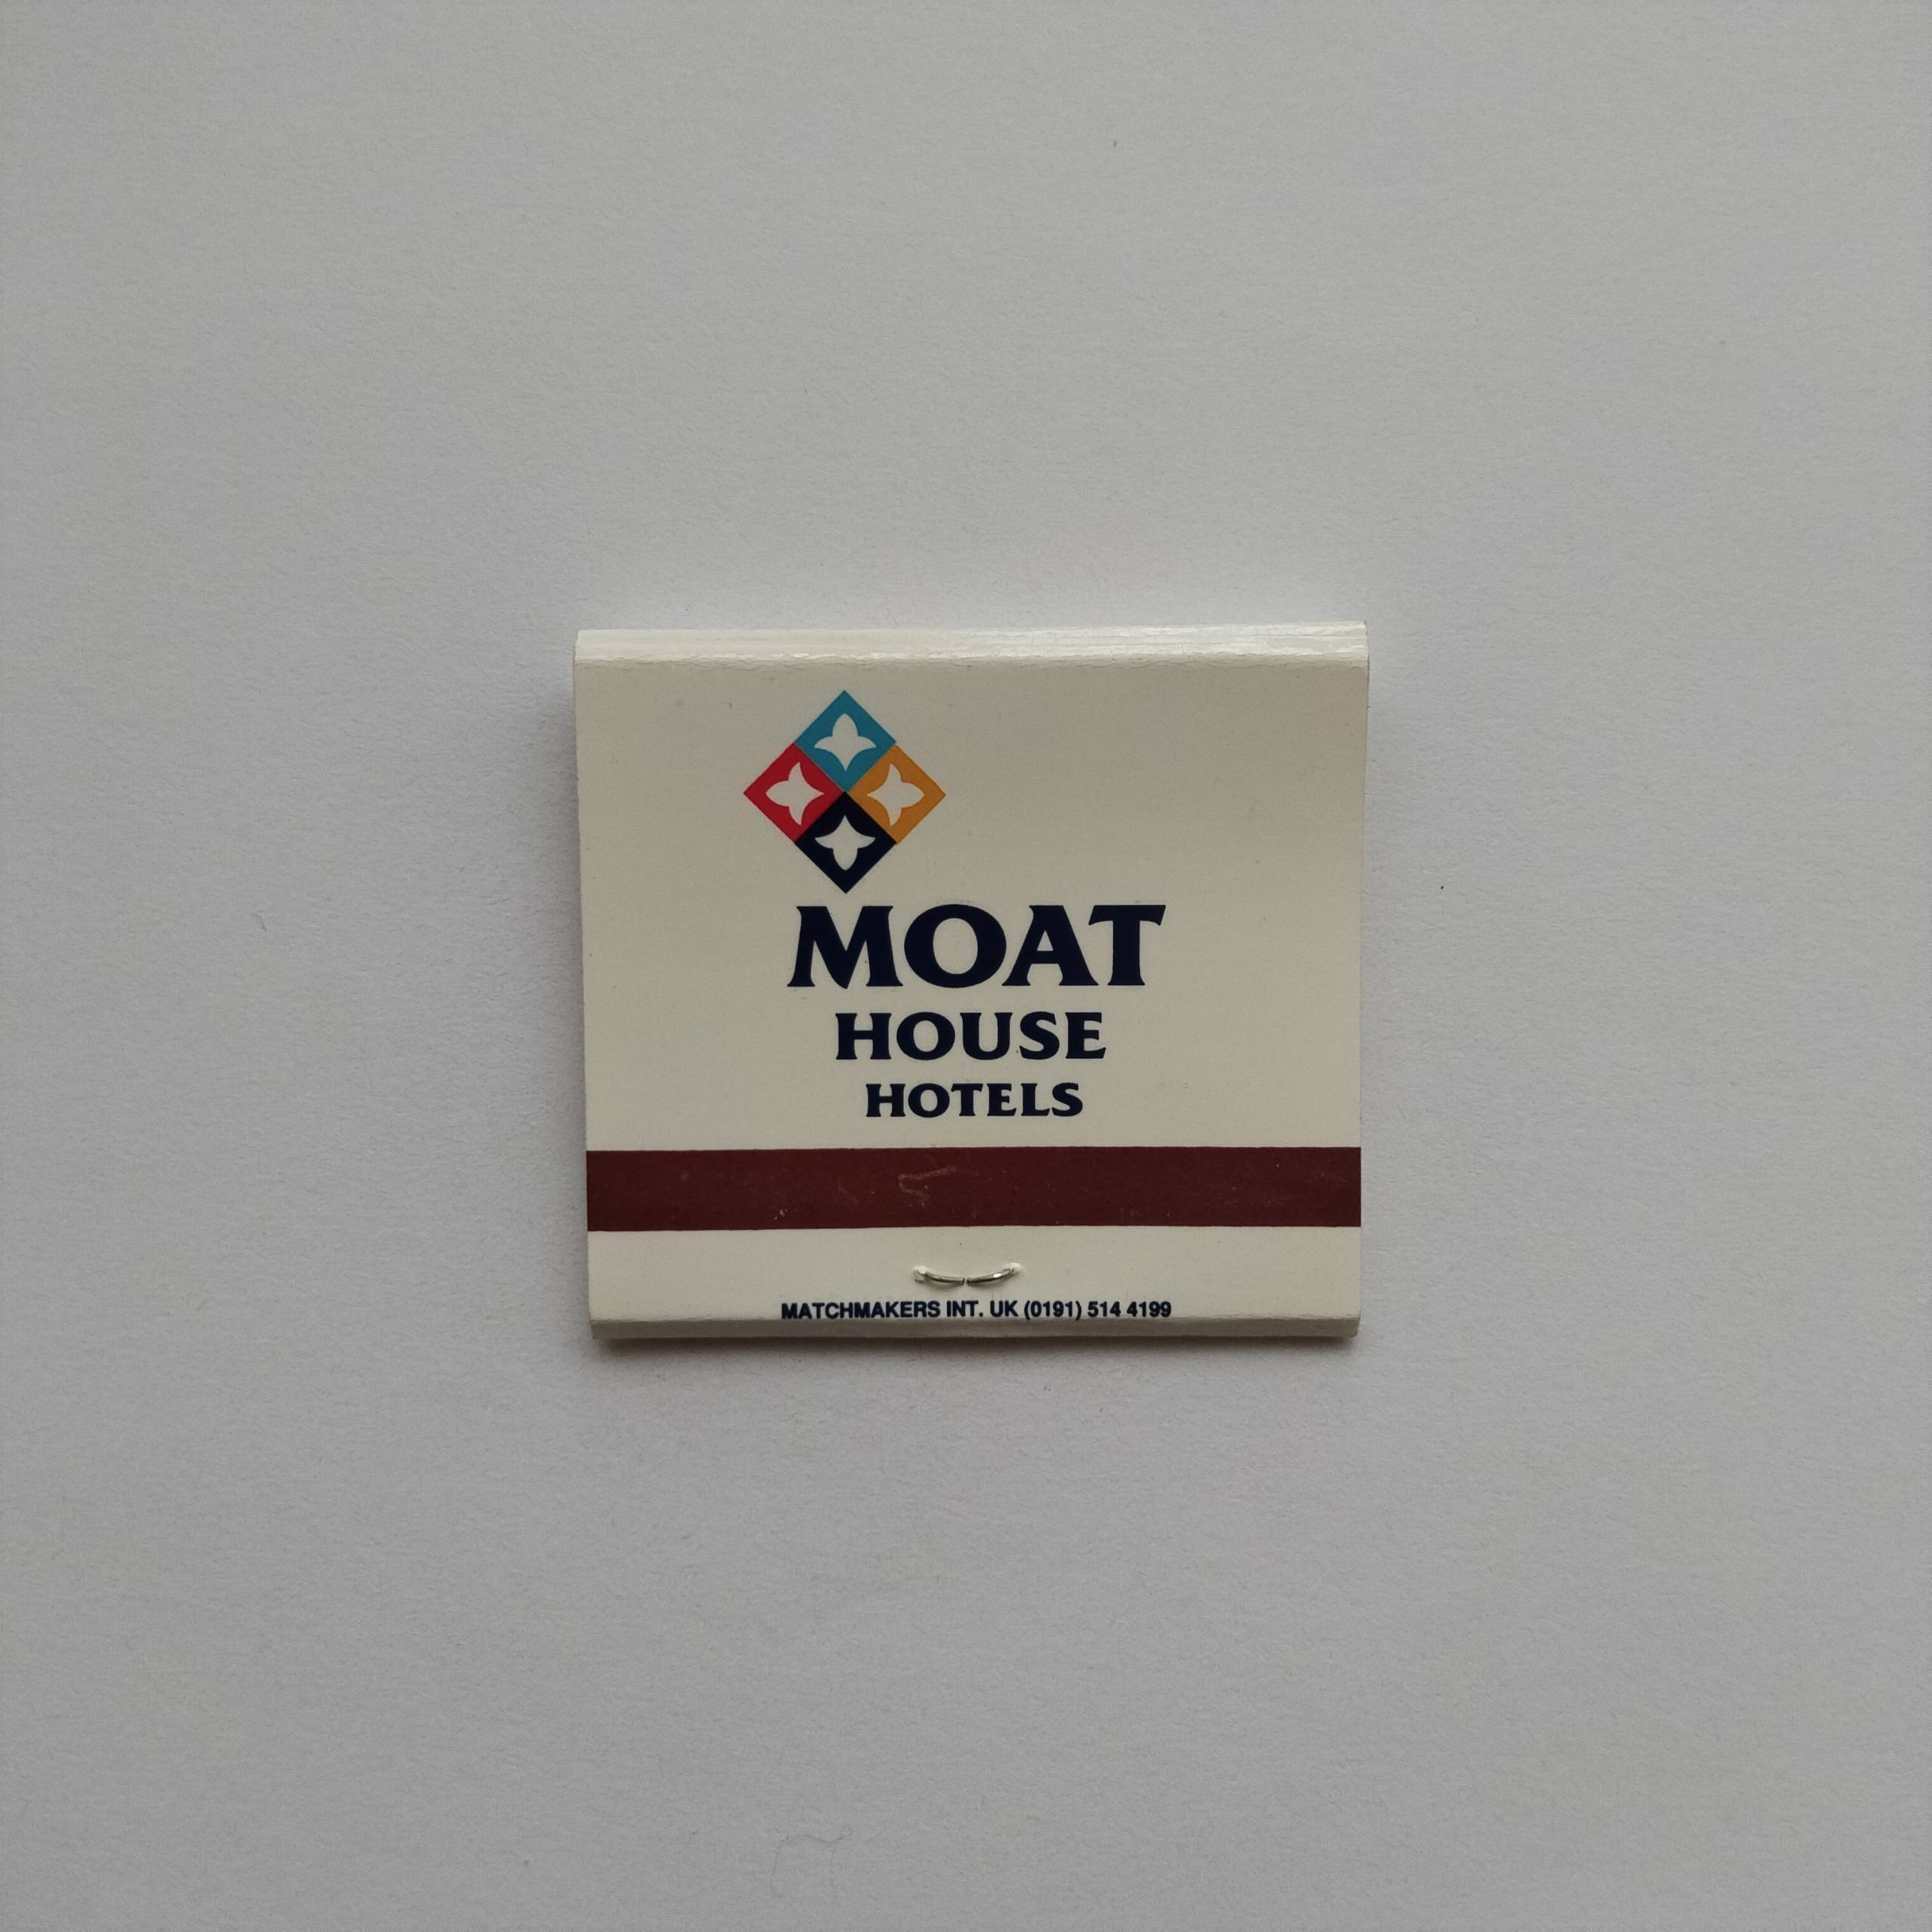 MOAT
HOUSE
HOTELS
MATCHMAKERS INT. UK (0191) 514 4199